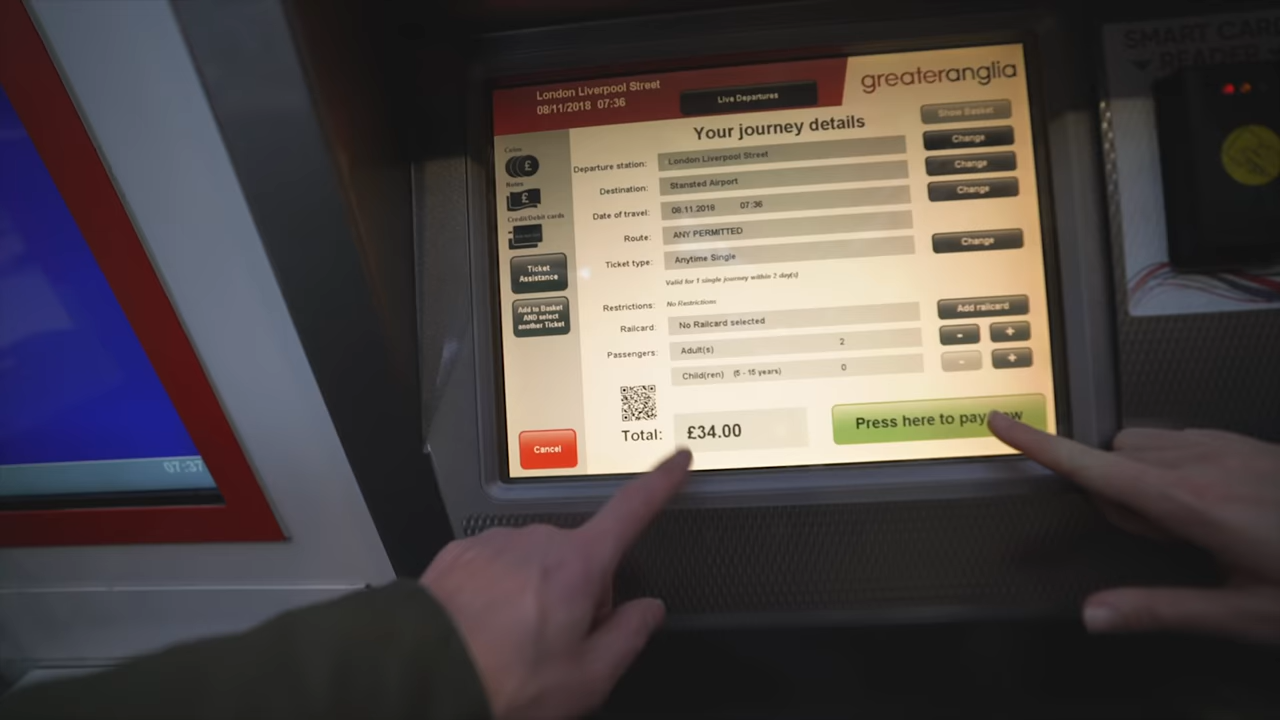 London Liverpool Street
08/11/2018 07:36
Live Departures
greateranglia
SMART CARD
READER
Your journey details
Show Basket
Coins
Notes
Credit/Debit cards
Ticket
Assistance
Add to Basket
AND select
another Ticket
Cancel
Departure station: London Liverpool Street Change
Destination: Stansted Airport Change
Date of travel: 08.11.2018 07:36 Change
Route: ANY PERMITTED
Ticket type: Anytime Single Change
Valid for 1 single journey within 2 day(s)
Restrictions: No Restrictions
Railcard: No Railcard selected Add railcard
Passengers: Adult(s) 2 - +
Child(ren) (5 - 15 years) 0 - +
Total: £34.00
Press here to pay now
07:37